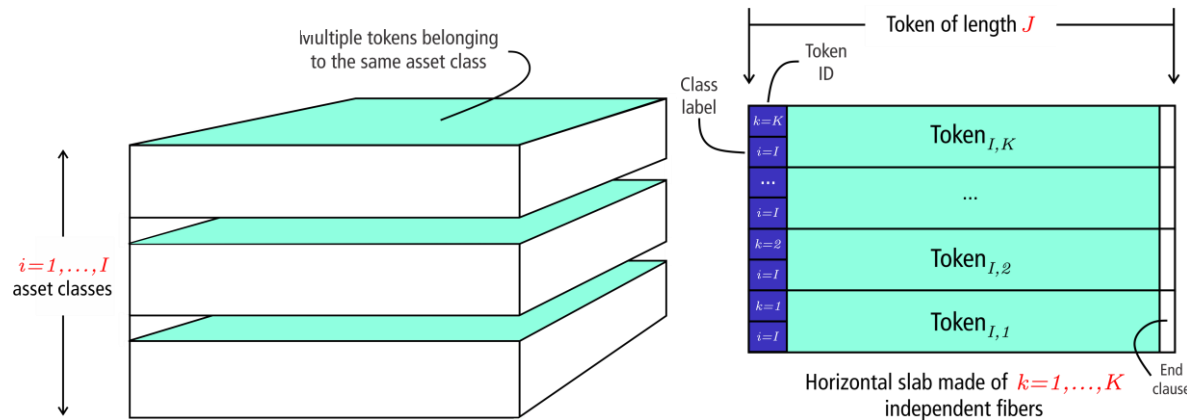 Multiple tokens belonging
to the same asset class
i=1,...,I
asset classes
Token of length J
Token
ID
Class
label
k=K
i=I
Token_{I,K}
...
i=I
...
k=2
i=I
Token_{I,2}
k=1
i=I
Token_{I,1}
End
clause
Horizontal slab made of k=1,...,K
independent fibers